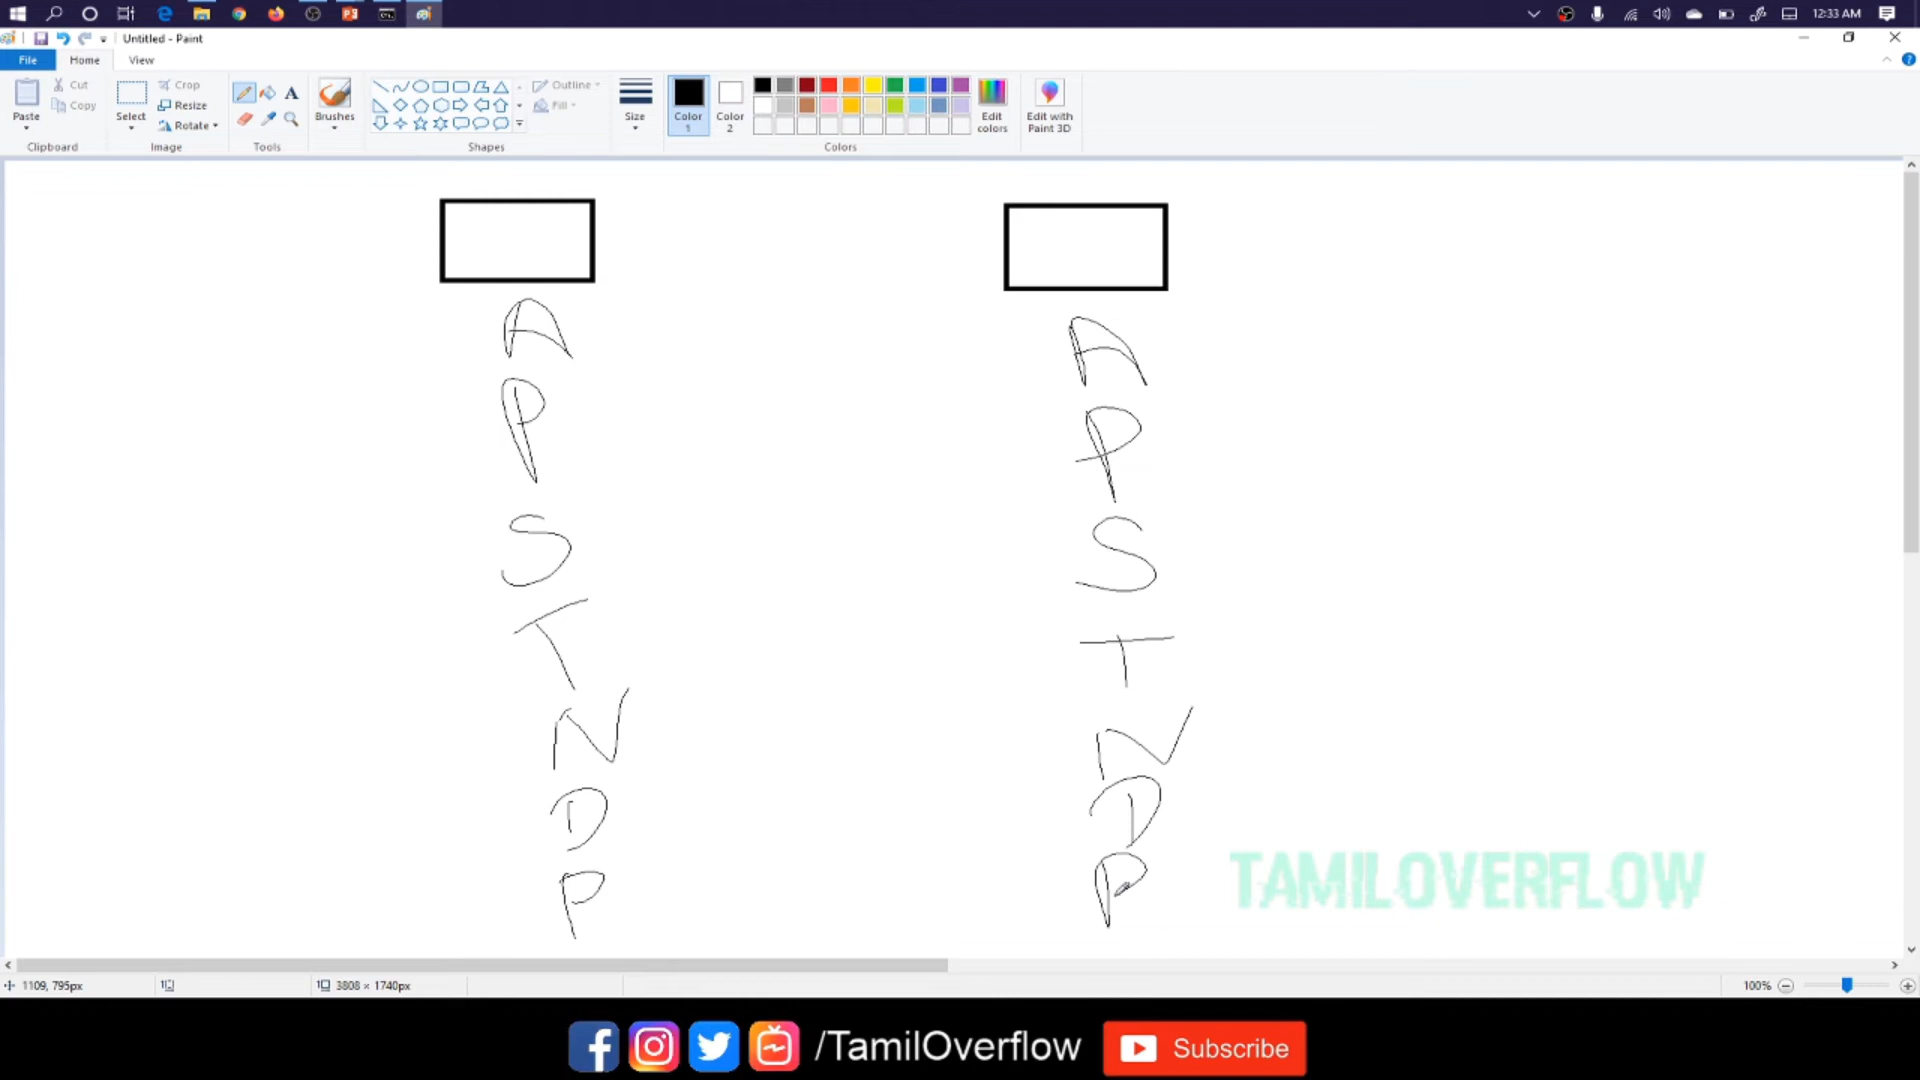 12:33 AM
Untitled - Paint
File Home View
Paste
Cut
Copy
Clipboard
Select
Crop
Resize
Rotate
Image
Tools
Brushes
Shapes
Outline
Fill
Size
Color 1
Color 2
Colors
Edit colors
Edit with Paint 3D
A
P
S
T
N
D
P
A
P
S
T
N
D
P
TAMILOVERFLOW
1109, 795px
3808 × 1740px
100%
/TamilOverflow
Subscribe